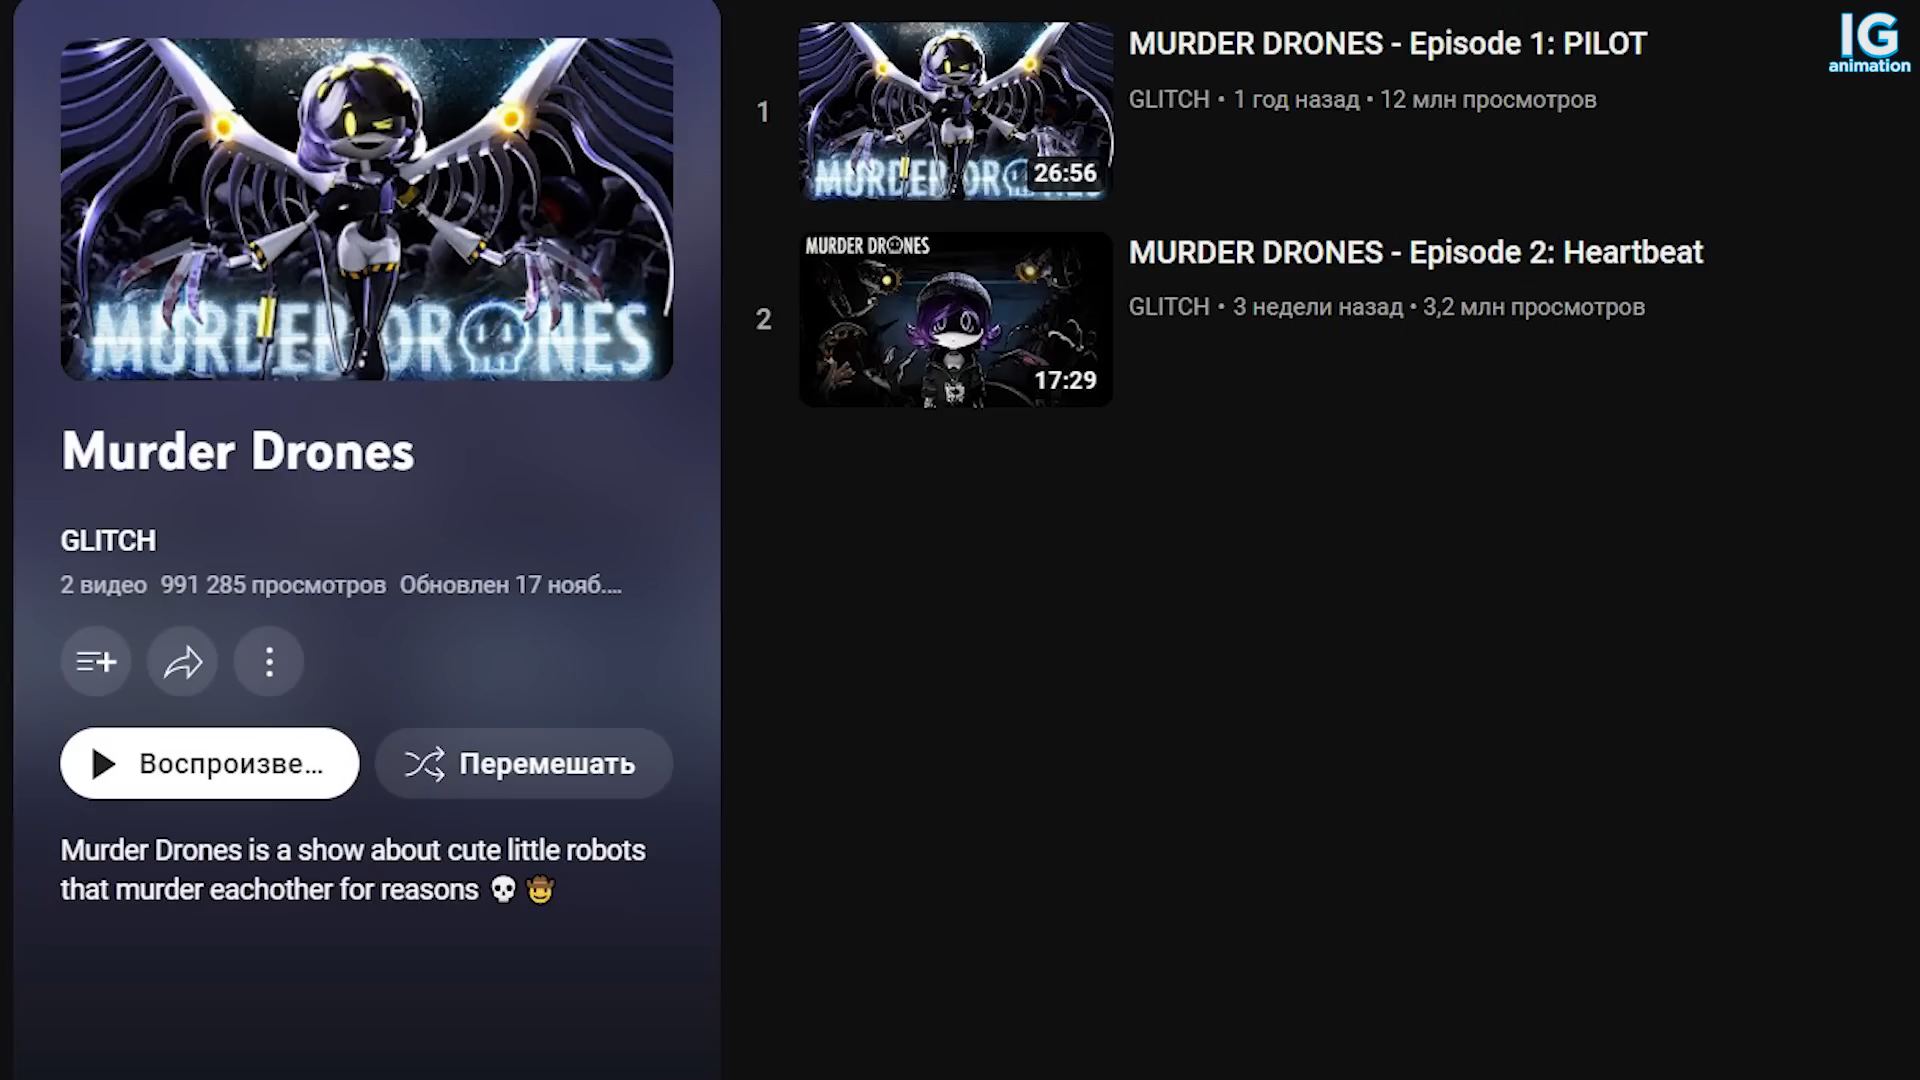 MURDER DRONES
Murder Drones
GLITCH
2 видео 991 285 просмотров Обновлен 17 нояб....
Воспроизве...
Перемешать
Murder Drones is a show about cute little robots
that murder eachother for reasons 💀 🤠
1
MURDER DRONES
26:56
MURDER DRONES - Episode 1: PILOT
GLITCH • 1 год назад • 12 млн просмотров
2
MURDER DRONES
17:29
MURDER DRONES - Episode 2: Heartbeat
GLITCH • 3 недели назад • 3,2 млн просмотров
IG
animation